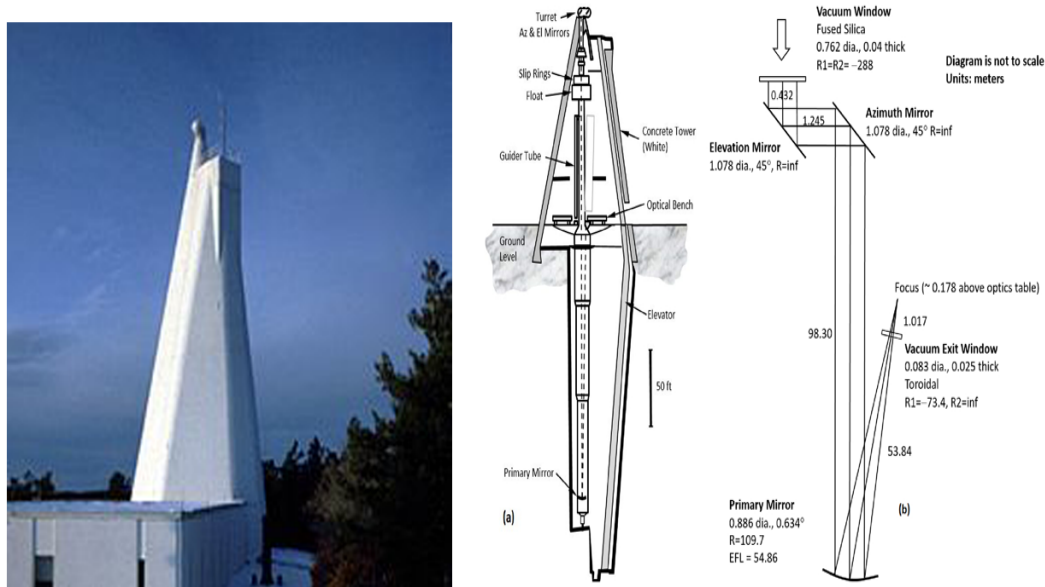 Turret
Az & El Mirrors
Slip Rings
Float
Concrete Tower
(White)
Guider Tube
Optical Bench
Ground
Level
Elevator
50 ft
Primary Mirror
(a)
Vacuum Window
Fused Silica
0.762 dia., 0.04 thick
R1=R2= −288
Diagram is not to scale
Units: meters
0.432
1.245
Azimuth Mirror
1.078 dia., 45° R=inf
Elevation Mirror
1.078 dia., 45°, R=inf
Focus (~ 0.178 above optics table)
1.017
98.30
Vacuum Exit Window
0.083 dia., 0.025 thick
Toroidal
R1=−73.4, R2=inf
53.84
Primary Mirror
0.886 dia., 0.634°
R=109.7
EFL = 54.86
(b)